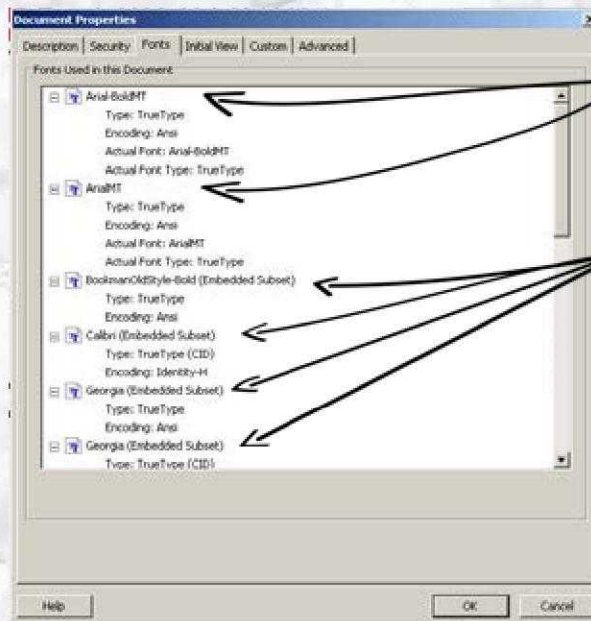 Document Properties
Description Security Fonts Initial View Custom Advanced
Fonts Used in this Document
Arial-BoldMT
Type: TrueType
Encoding: Ansi
Actual Font: Arial-BoldMT
Actual Font Type: TrueType
ArialMT
Type: TrueType
Encoding: Ansi
Actual Font: ArialMT
Actual Font Type: TrueType
BookmanOldStyle-Bold (Embedded Subset)
Type: TrueType
Encoding: Ansi
Calibri (Embedded Subset)
Type: TrueType (CID)
Encoding: Identity-H
Georgia (Embedded Subset)
Type: TrueType
Encoding: Ansi
Georgia (Embedded Subset)
Type: TrueType (CID)
Help OK Cancel